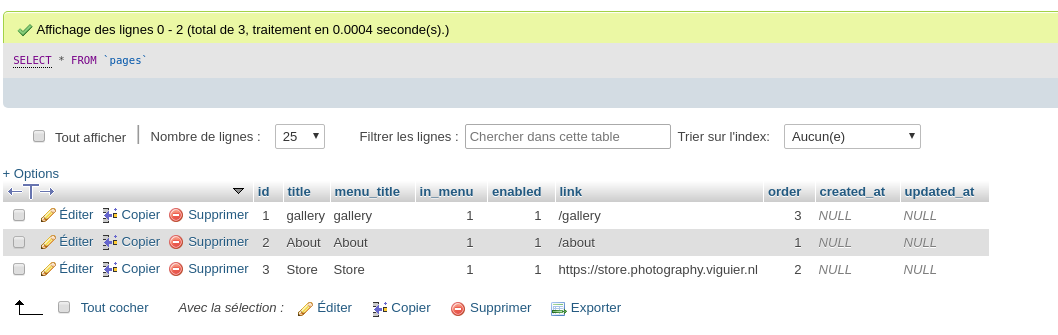 Affichage des lignes 0 - 2 (total de 3, traitement en 0.0004 seconde(s).)
SELECT * FROM `pages`
Tout afficher Nombre de lignes : 25 Filtrer les lignes : Chercher dans cette table Trier sur l'index: Aucun(e)
+ Options
id title menu_title in_menu enabled link order created_at updated_at
Éditer Copier Supprimer 1 gallery gallery 1 1 /gallery 3 NULL NULL
Éditer Copier Supprimer 2 About About 1 1 /about 1 NULL NULL
Éditer Copier Supprimer 3 Store Store 1 1 https://store.photography.viguier.nl 2 NULL NULL
Tout cocher Avec la sélection : Éditer Copier Supprimer Exporter